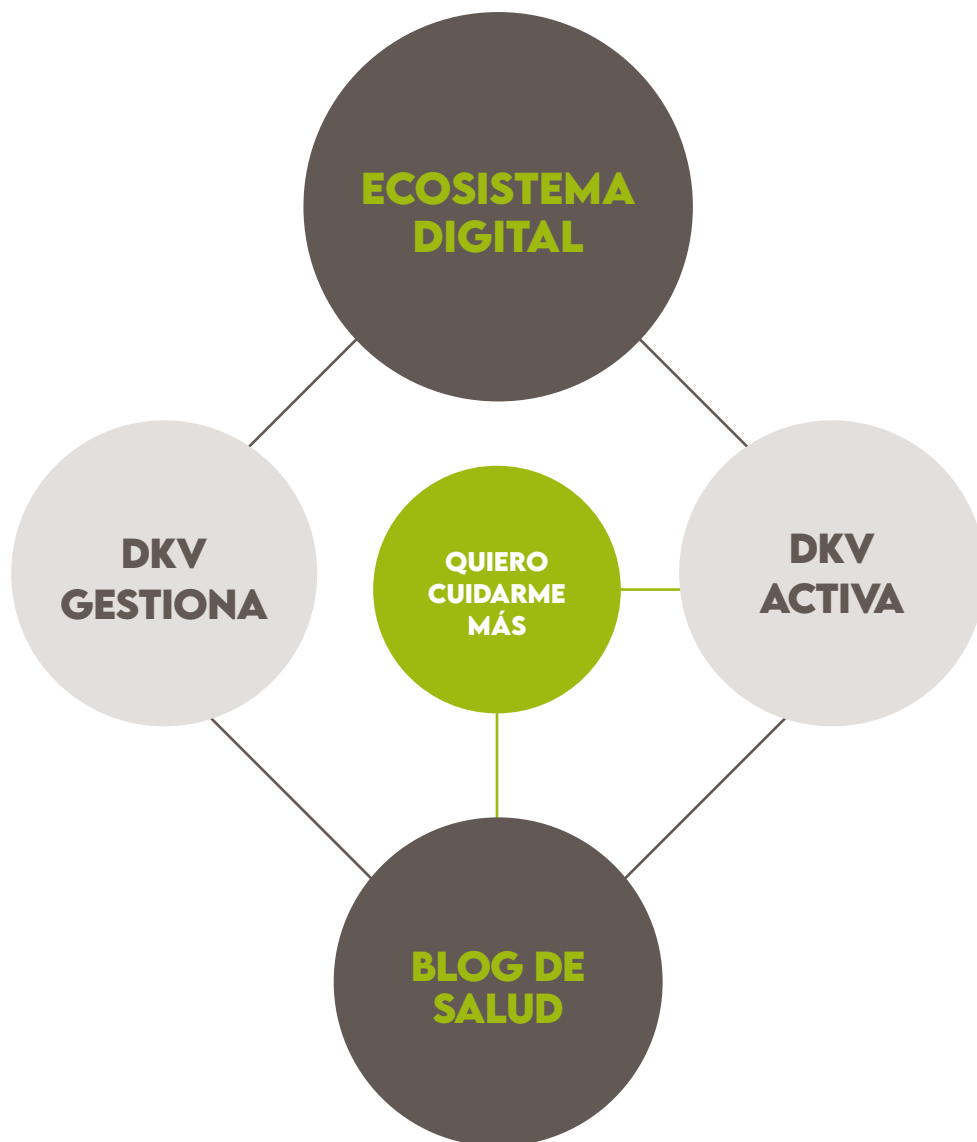 ECOSISTEMA
DIGITAL
DKV
GESTIONA
QUIERO
CUIDARME
MÁS
DKV
ACTIVA
BLOG DE
SALUD